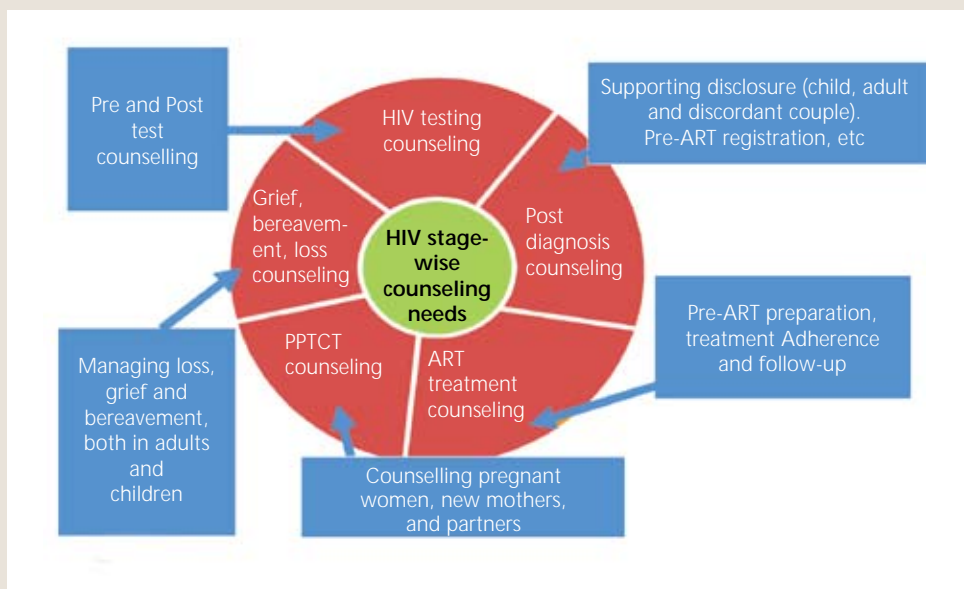 Pre and Post
test
counselling
HIV testing
counseling
Supporting disclosure (child, adult
and discordant couple).
Pre-ART registration, etc
Grief,
bereavem-
ent, loss
counseling
HIV stage-
wise
counseling
needs
Post
diagnosis
counseling
Pre-ART preparation,
treatment Adherence
and follow-up
PPTCT
counseling
ART
treatment
counseling
Managing loss,
grief and
bereavement,
both in adults
and
children
Counselling pregnant
women, new mothers,
and partners